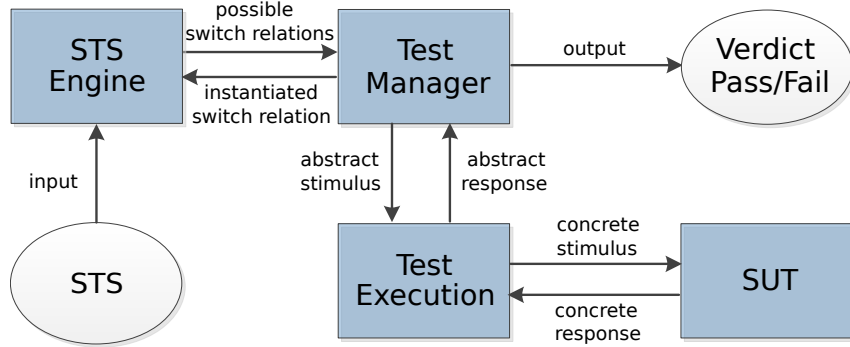 STS
Engine
possible
switch relations
instantiated
switch relation
Test
Manager
output
Verdict
Pass/Fail
input
abstract
stimulus
abstract
response
STS
Test
Execution
concrete
stimulus
concrete
response
SUT